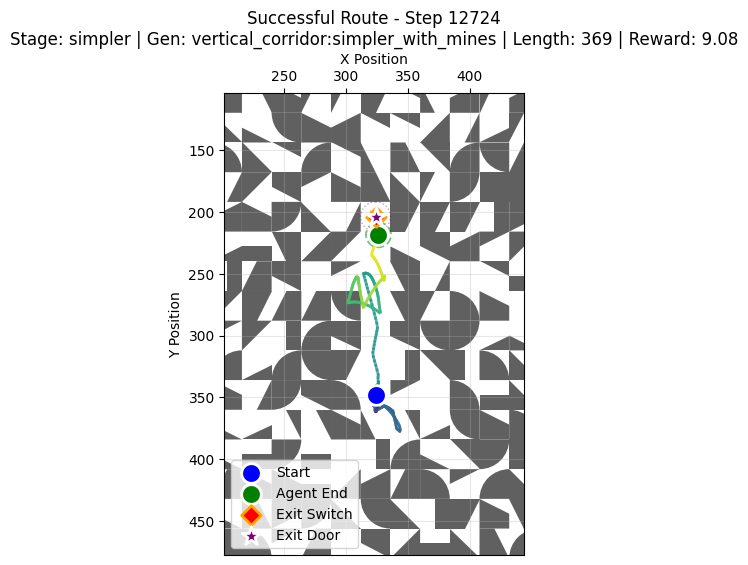 Successful Route - Step 12724
Stage: simpler | Gen: vertical_corridor:simpler_with_mines | Length: 369 | Reward: 9.08
X Position
250 300 350 400
Y Position
150
200
250
300
350
400
450
Start
Agent End
Exit Switch
Exit Door